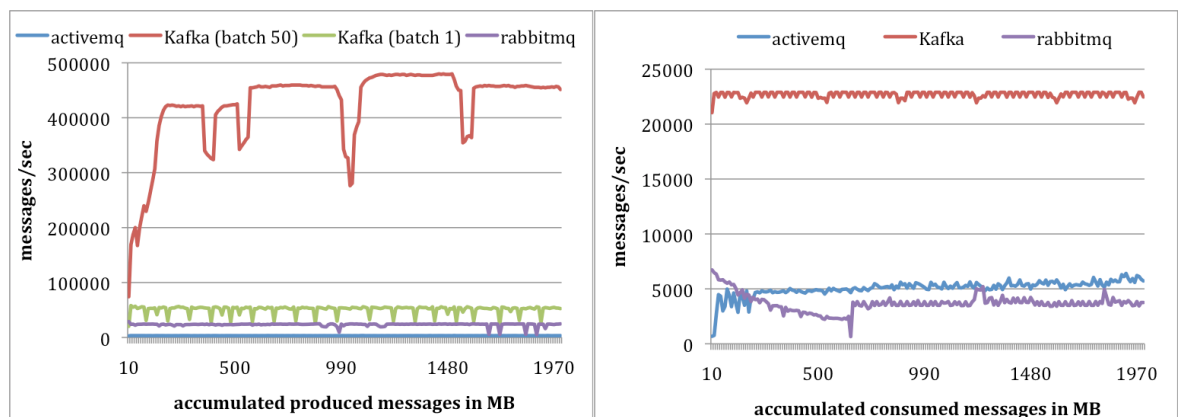 activemq Kafka (batch 50) Kafka (batch 1) rabbitmq
500000
400000
300000
200000
100000
0
messages/sec
10 500 990 1480 1970
accumulated produced messages in MB
activemq Kafka rabbitmq
25000
20000
15000
10000
5000
0
messages/sec
10 500 990 1480 1970
accumulated consumed messages in MB